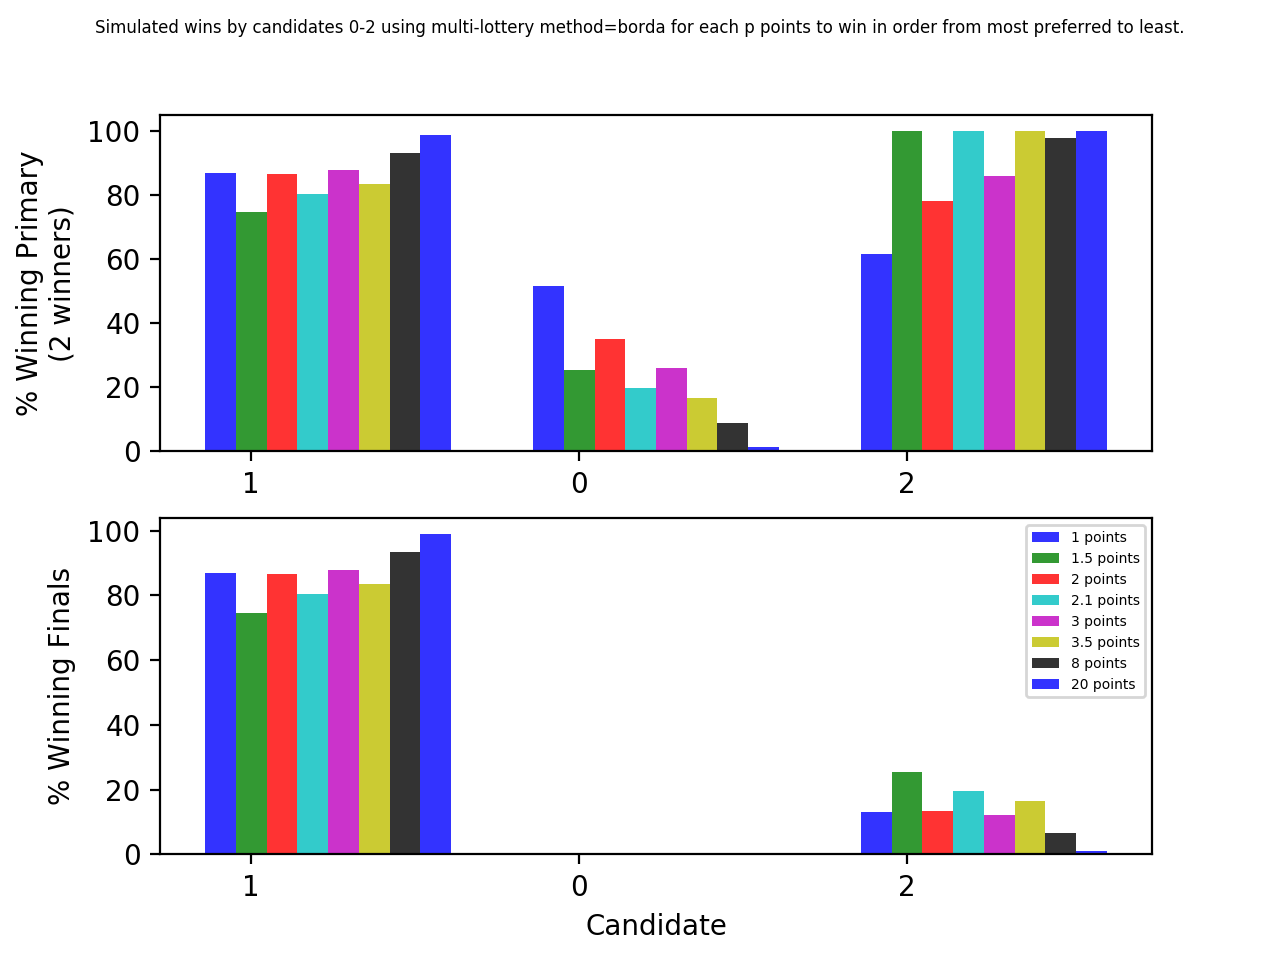 Simulated wins by candidates 0-2 using multi-lottery method=borda for each p points to win in order from most preferred to least.
% Winning Primary
(2 winners)
100
80
60
40
20
0
1
0
2
% Winning Finals
100
80
60
40
20
0
1 points
1.5 points
2 points
2.1 points
3 points
3.5 points
8 points
20 points
1
0
2
Candidate